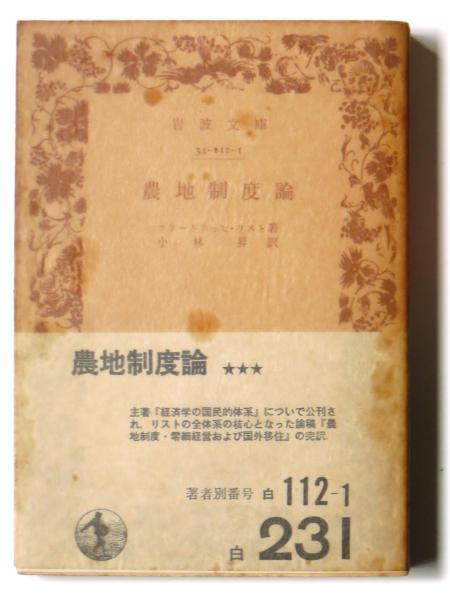 岩波文庫
34-112-1
農地制度論
フリードリッヒ・リスト著
小林昇訳
農地制度論 ★★★
主著『経済学の国民的体系』についで公刊さ
れ，リストの全体系の核心となった論稿『農
地制度・零細経営および国外移住』の完訳．
著者別番号 白 112-1
白 231